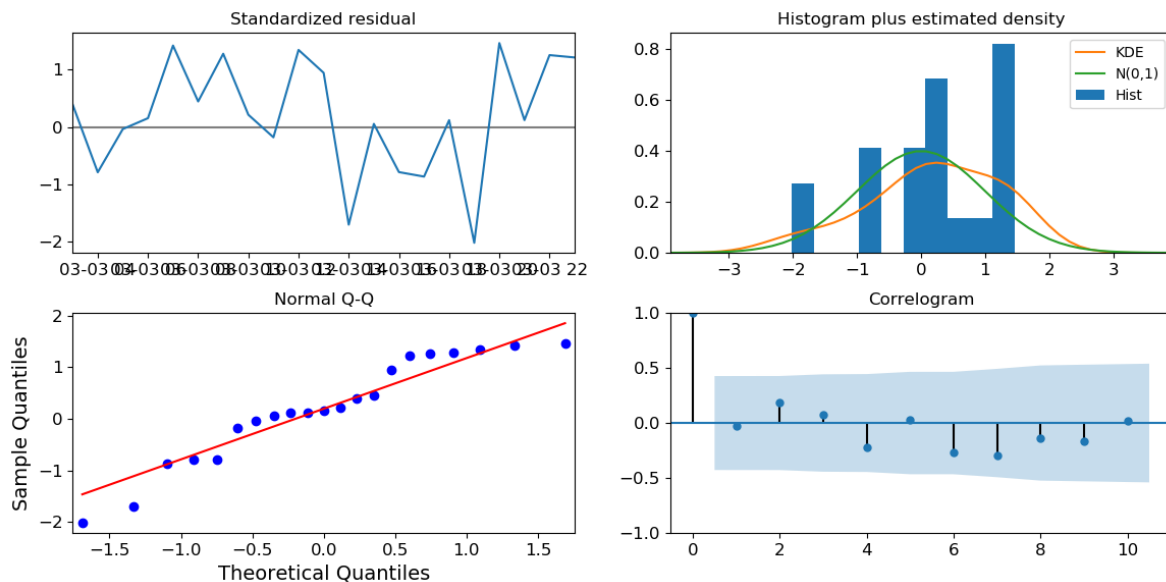 Standardized residual
1
0
−1
−2
22
Histogram plus estimated density
KDE
N(0,1)
Hist
0.8
0.6
0.4
0.2
0.0
−3 −2 −1 0 1 2 3
Normal Q-Q
Sample Quantiles
2
1
0
−1
−2
−1.5 −1.0 −0.5 0.0 0.5 1.0 1.5
Theoretical Quantiles
Correlogram
1.0
0.5
0.0
−0.5
−1.0
0 2 4 6 8 10